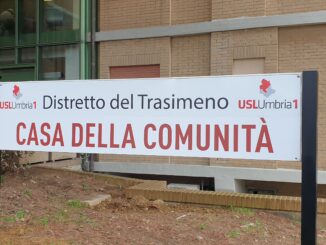 USLUmbria1 Distretto del Trasimeno USLUmbria1
CASA DELLA COMUNITÀ